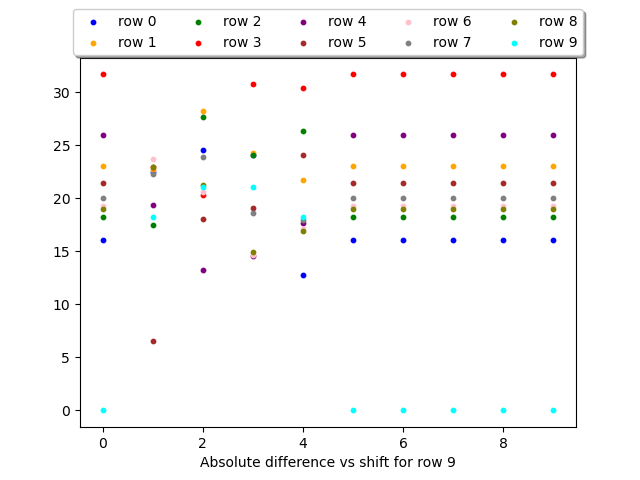 row 0 row 2 row 4 row 6 row 8
row 1 row 3 row 5 row 7 row 9
30
25
20
15
10
5
0
0 2 4 6 8
Absolute difference vs shift for row 9